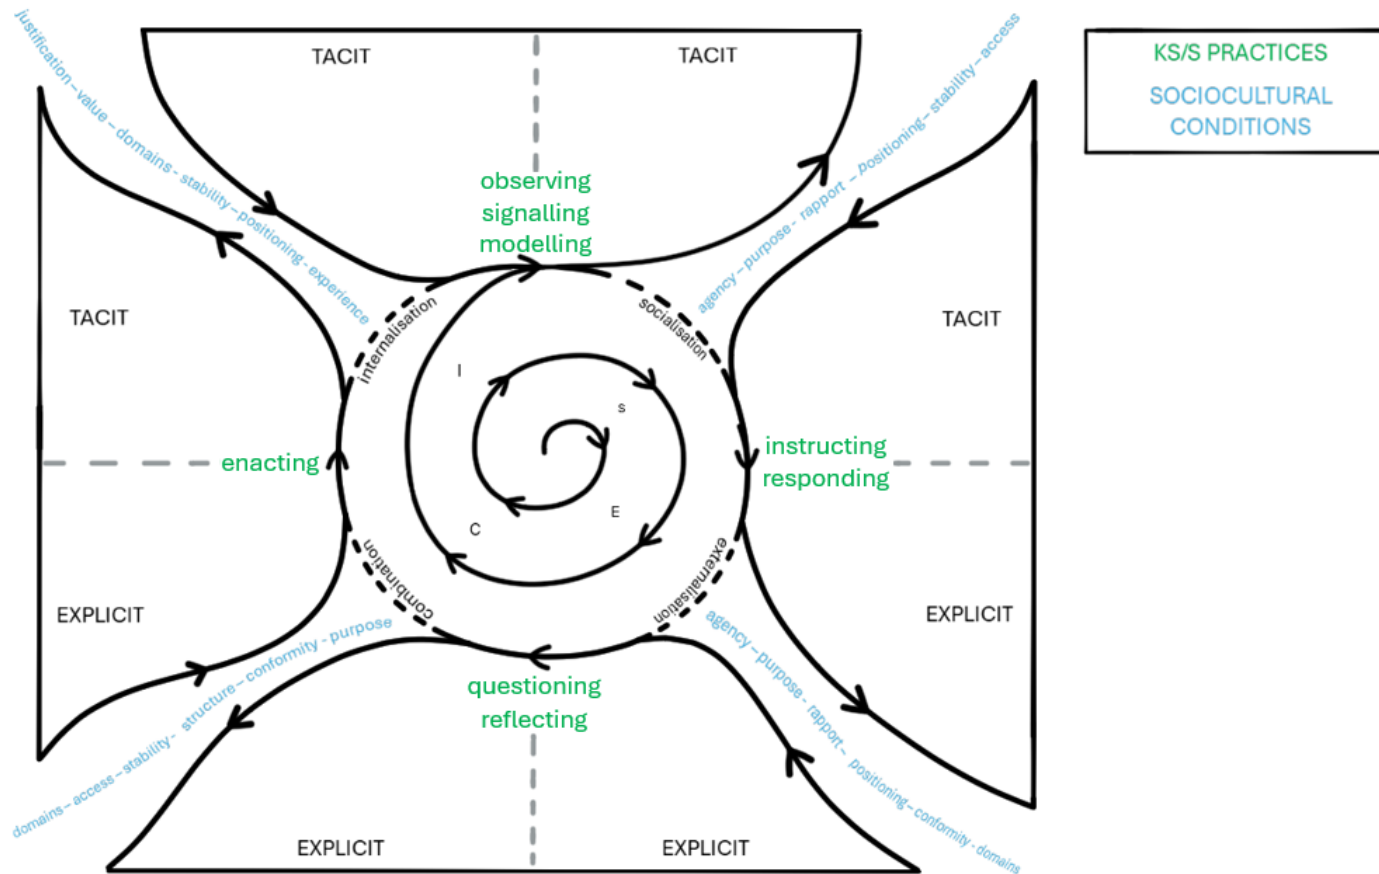 justification – value – domains - stability – positioning - experience
TACIT
TACIT
agency – purpose - rapport – positioning - stability – access
KS/S PRACTICES
SOCIOCULTURAL
CONDITIONS
observing
signalling
modelling
TACIT
internalisation
socialisation
TACIT
I
s
enacting
instructing
responding
C
E
combination
externalisation
EXPLICIT
EXPLICIT
domains – access – stability - structure – conformity - purpose
agency – purpose - rapport - positioning – conformity - domains
questioning
reflecting
EXPLICIT
EXPLICIT